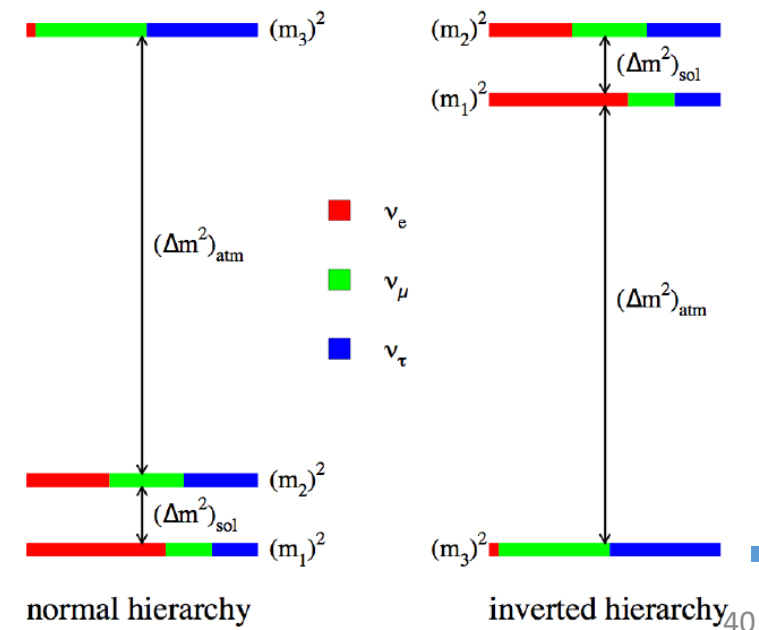 (m₃)²
(m₂)²
(Δm²)sol
(m₁)²
νe
(Δm²)atm
νμ
(Δm²)atm
ντ
(m₂)²
(Δm²)sol
(m₁)²
(m₃)²
normal hierarchy
inverted hierarchy
40